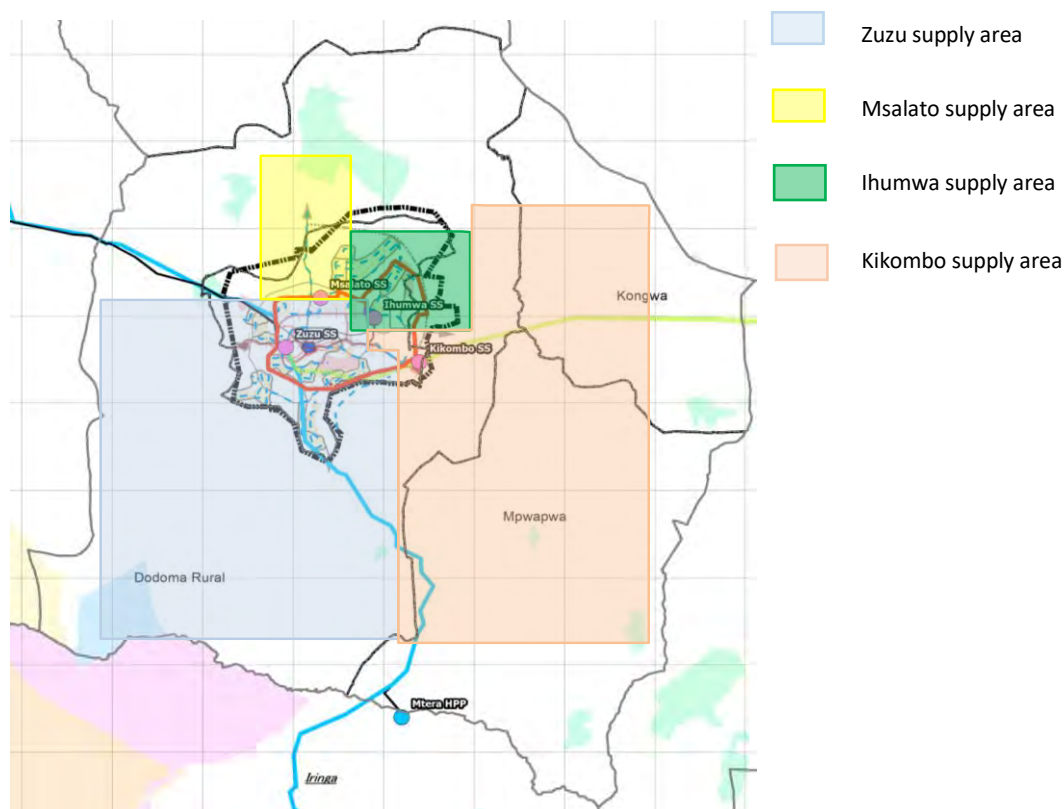 Zuzu supply area
Msalato supply area
Ihumwa supply area
Kikombo supply area
Msalato SS
Kongwa
Ihumwa SS
Zuzu SS
Kikombo SS
Mpwapwa
Dodoma Rural
Mtera HPP
Iringa